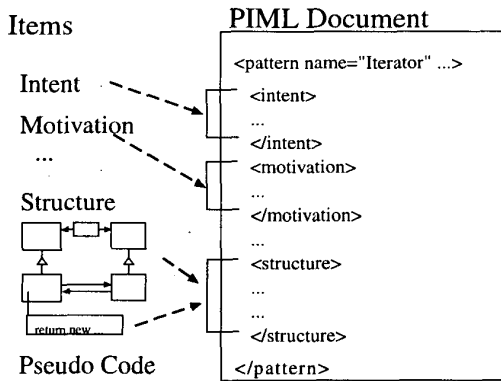 Items
Intent
Motivation
...
Structure
return new ...
Pseudo Code
PIML Document
<pattern name="Iterator" ...>
<intent>
...
</intent>
<motivation>
...
</motivation>
...
<structure>
...
...
</structure>
</pattern>